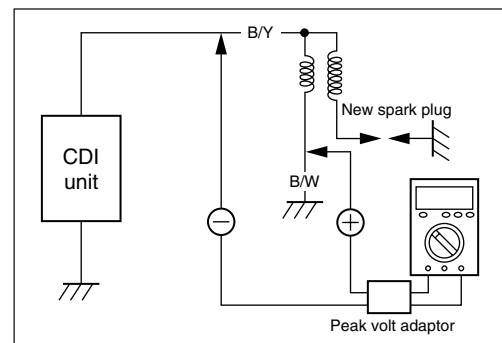 B/Y
New spark plug
CDI
unit
B/W
−
+
Peak volt adaptor